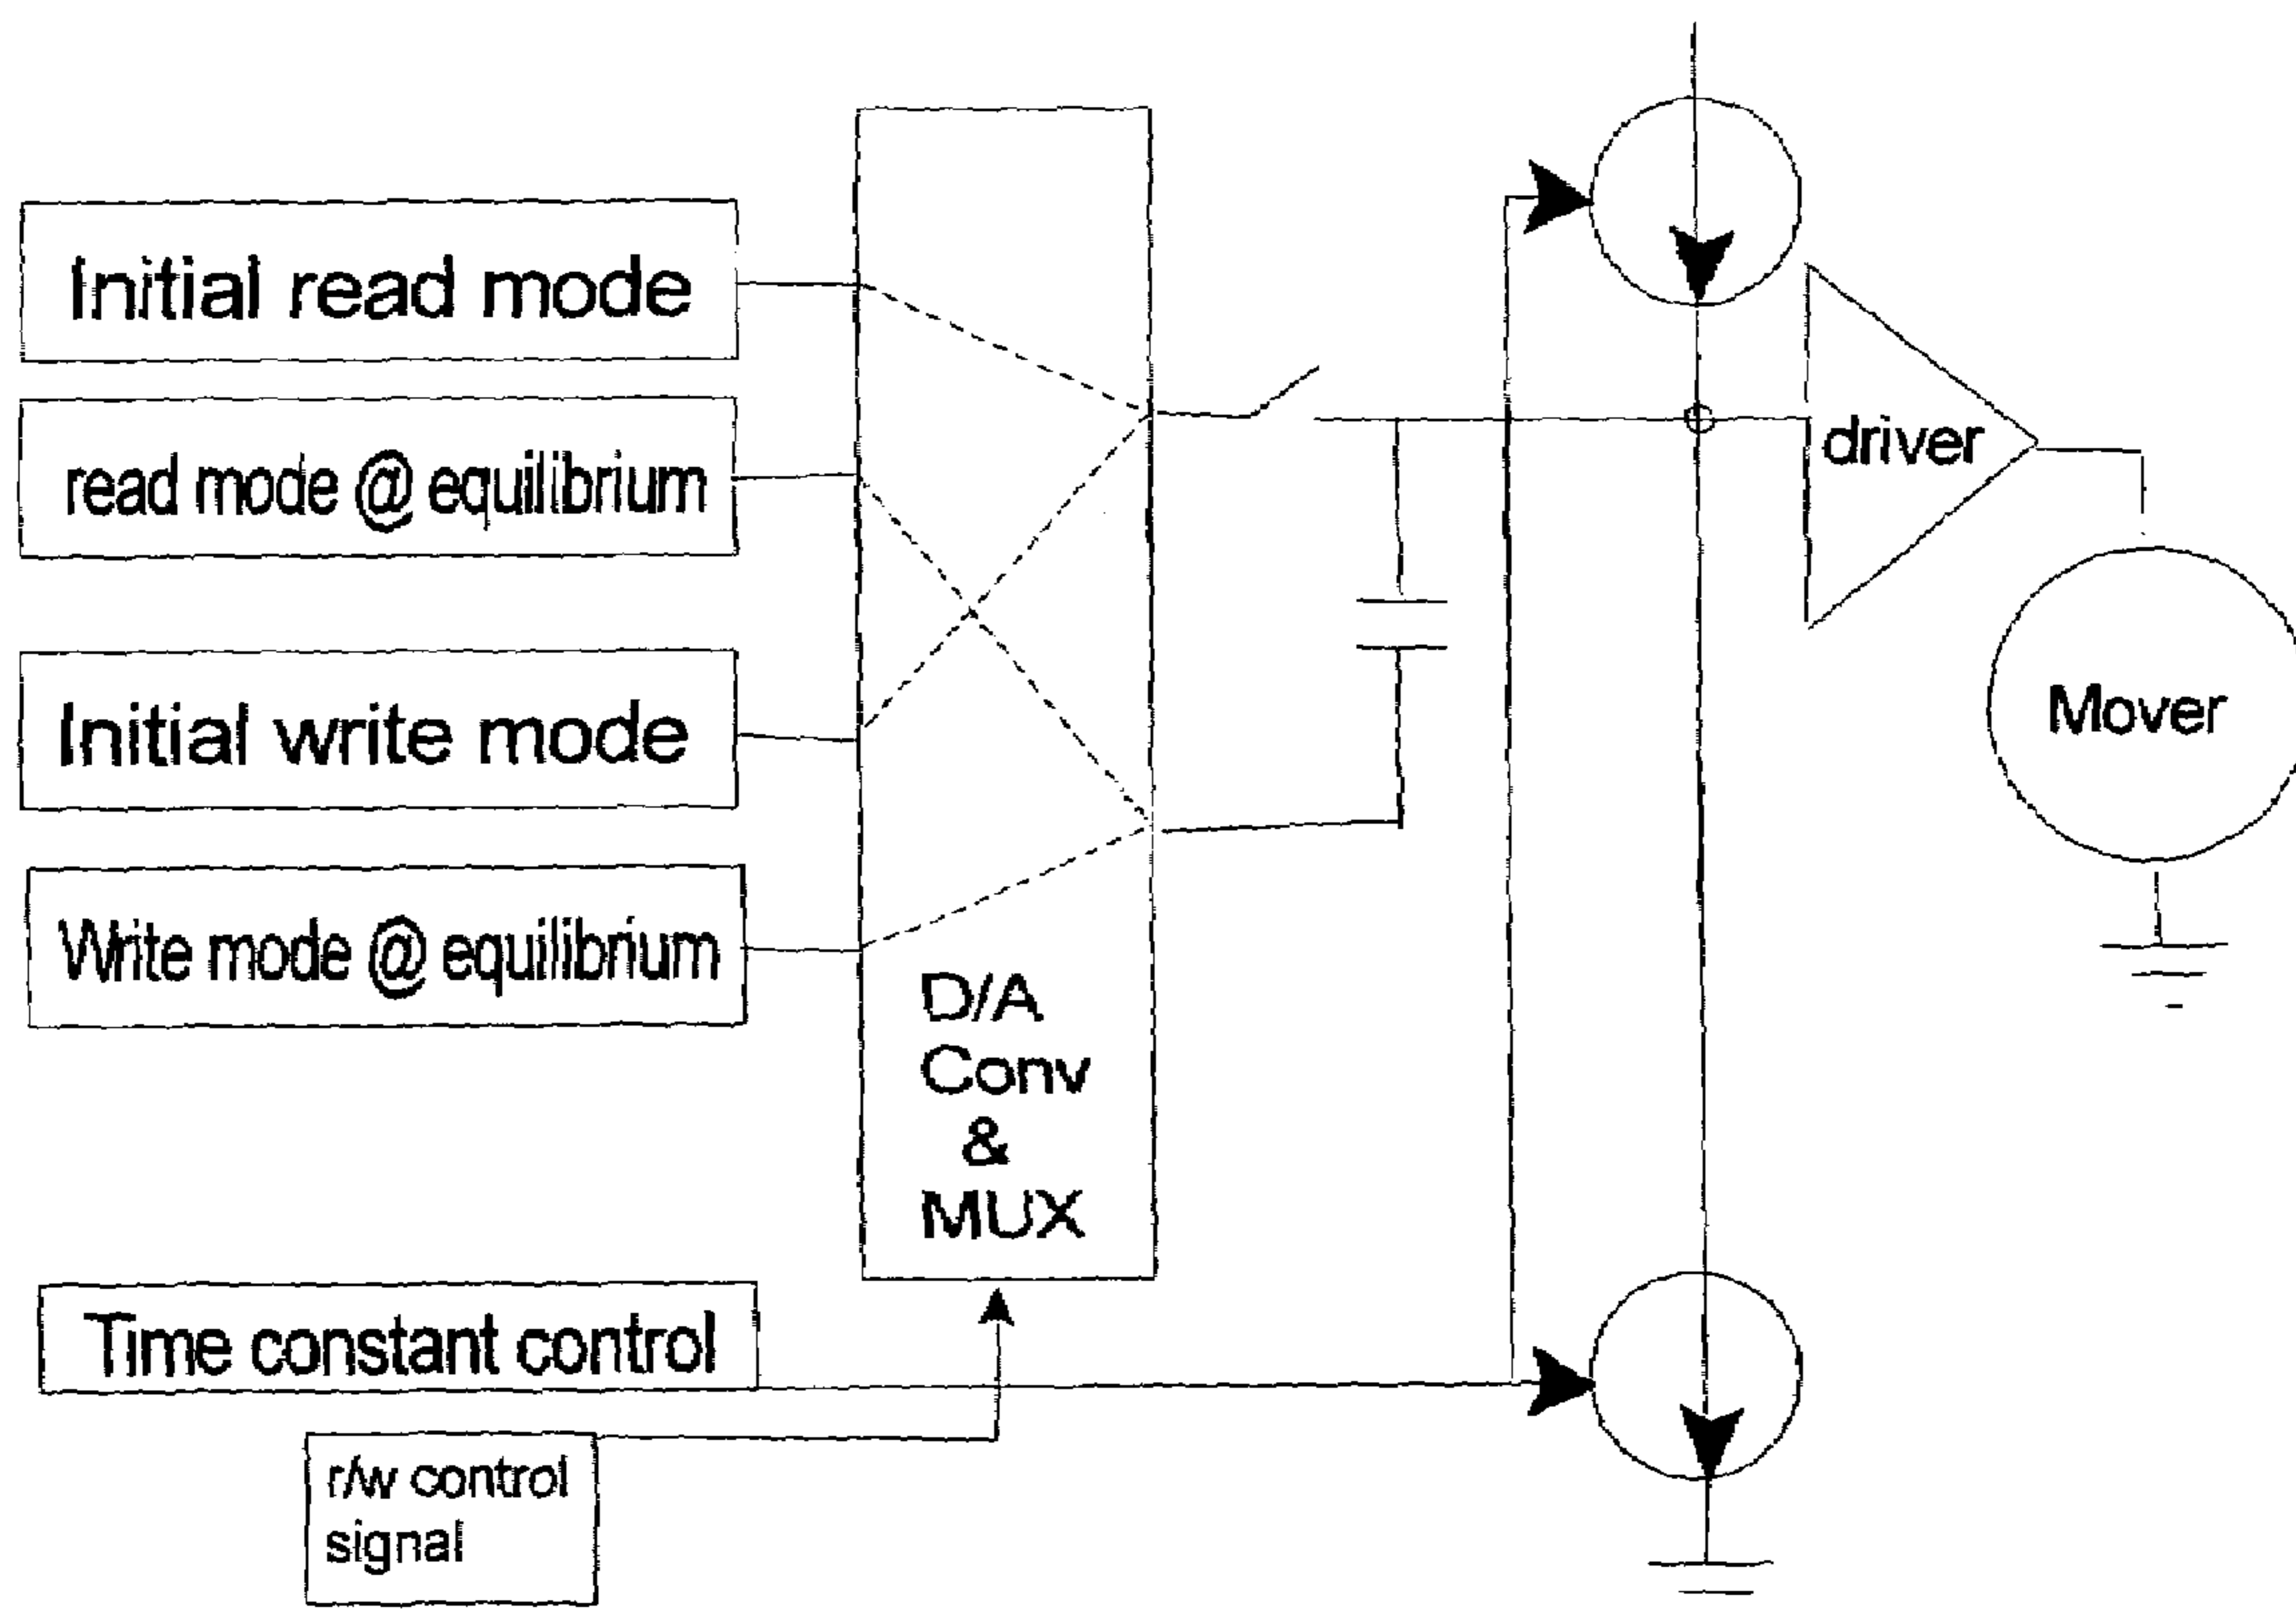 Initial read mode
read mode @ equilibrium
driver
Initial write mode
Mover
Write mode @ equilibrium
D/A
Conv
&
MUX
Time constant control
r/w control
signal